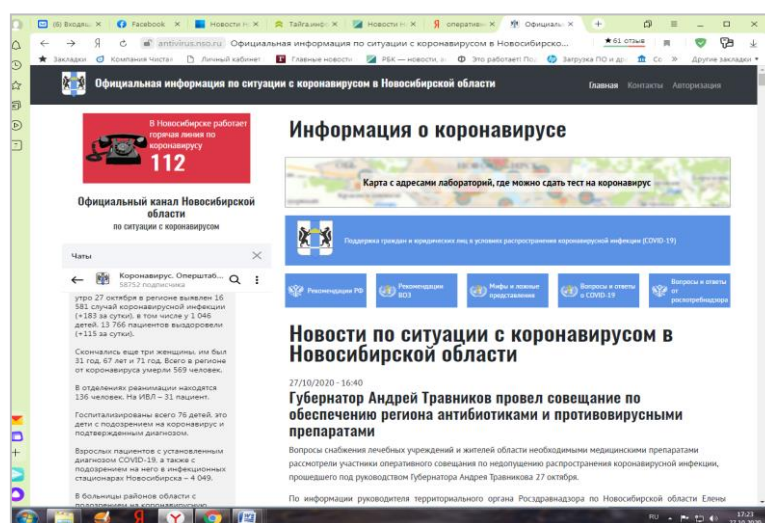 (6) Входящ
Facebook
Новости Н
Тайга.инфо
Новости Н
оператив
Официаль
antivirus.nso.ru Официальная информация по ситуации с коронавирусом в Новосибирско...
★ 61 отзыв
Закладки
Компания Чистая
Личный кабинет
Главные новости
РБК — новости,
Это работает!
Загрузка ПО и др
Другие закладки
Официальная информация по ситуации с коронавирусом в Новосибирской области
Главная Контакты Авторизация
В Новосибирске работает
горячая линия по
коронавирусу
112
Официальный канал Новосибирской
области
по ситуации с коронавирусом
Чаты
Коронавирус. Оперштаб...
58752 подписчика
утро 27 октября в регионе выявлен 16
581 случай коронавирусной инфекции
(+183 за сутки), в том числе у 1 046
детей. 13 766 пациентов выздоровели
(+115 за сутки).
Скончались еще три женщины, им был
31 год, 67 лет и 71 год. Всего в регионе
от коронавируса умерли 569 человек.
В отделениях реанимации находятся
136 человек. На ИВЛ – 31 пациент.
Госпитализированы всего 76 детей, это
дети с подозрением на коронавирус и
подтвержденным диагнозом.
Взрослых пациентов с установленным
диагнозом COVID-19, а также с
подозрением на него в инфекционных
стационарах Новосибирска – 4 049.
В больницы районов области с
подозрением на коронавирусную
Информация о коронавирусе
Карта с адресами лабораторий, где можно сдать тест на коронавирус
Поддержка граждан и юридических лиц в условиях распространения коронавирусной инфекции (COVID-19)
Рекомендации РФ
Рекомендации
ВОЗ
Мифы и ложные
представления
Вопросы и ответы
о COVID-19
Вопросы и ответы
от
роспотребнадзора
Новости по ситуации с коронавирусом в
Новосибирской области
27/10/2020 - 16:40
Губернатор Андрей Травников провел совещание по
обеспечению региона антибиотиками и противовирусными
препаратами
Вопросы снабжения лечебных учреждений и жителей области необходимыми медицинскими препаратами
рассмотрели участники оперативного совещания по недопущению распространения коронавирусной инфекции,
прошедшего под руководством Губернатора Андрея Травникова 27 октября.
По информации руководителя территориального органа Росздравнадзора по Новосибирской области Елены
RU
17:23
27.10.2020